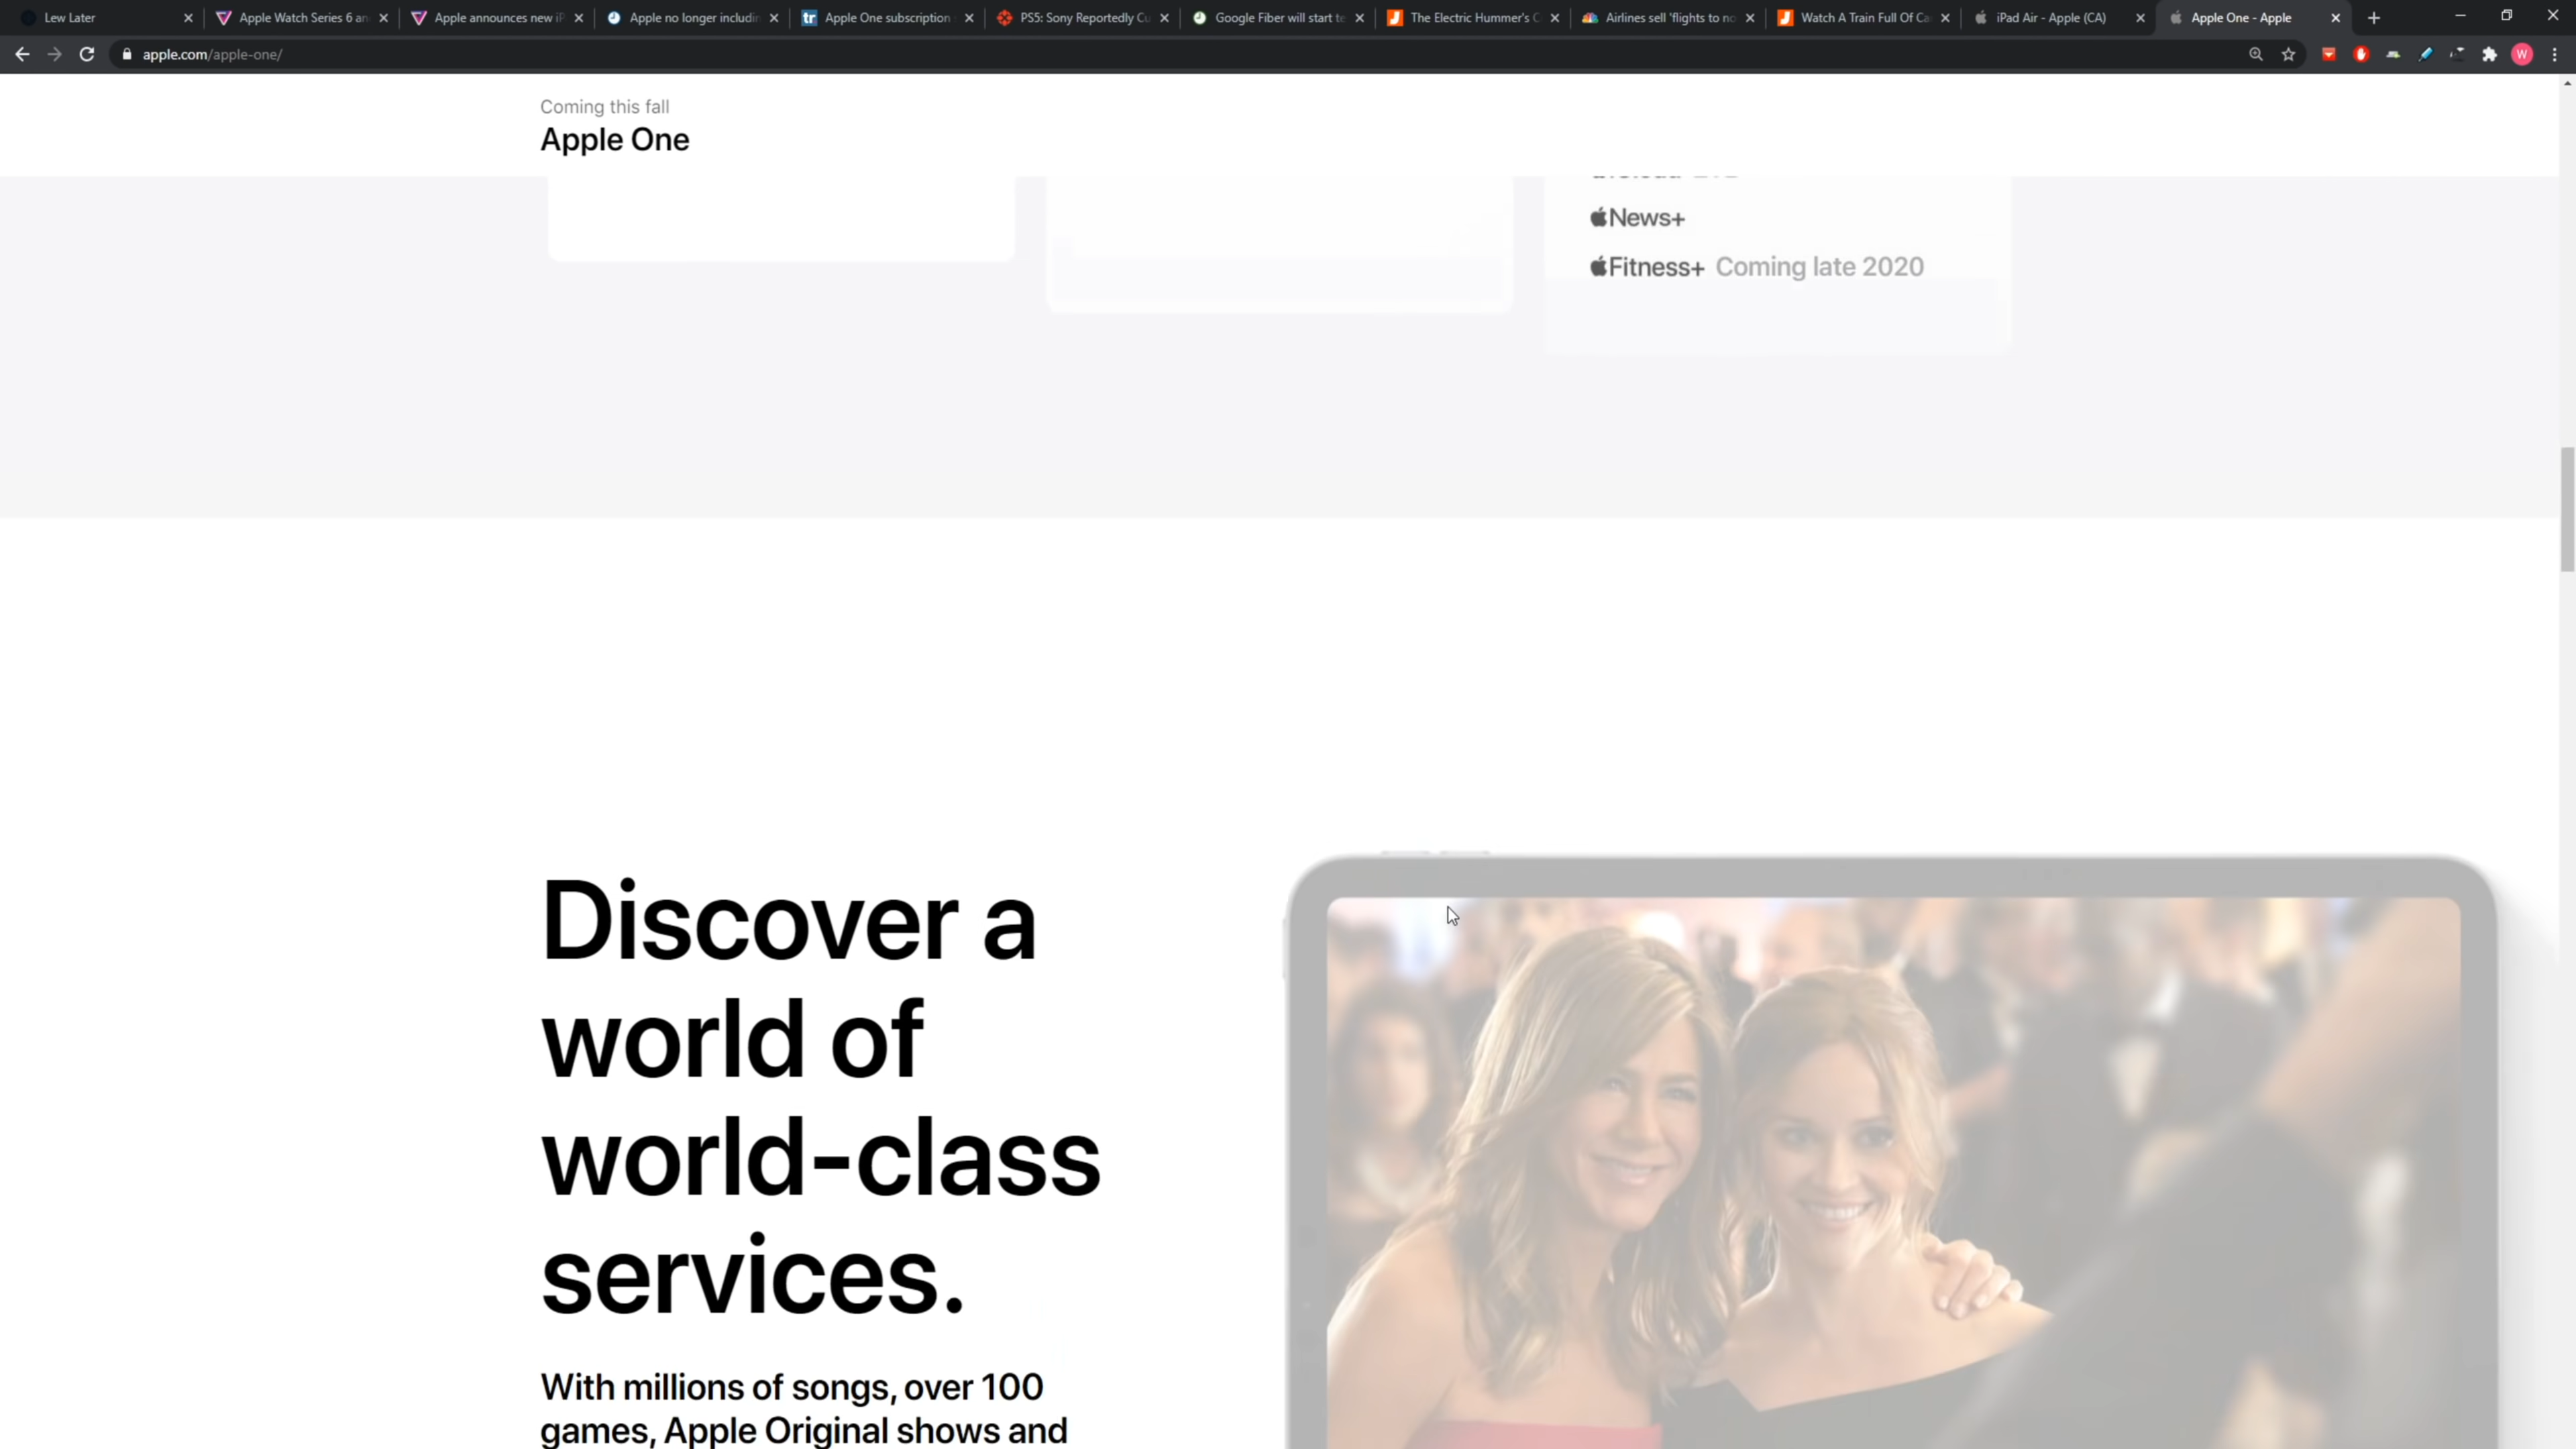 Lew Later
Apple Watch Series 6 an
Apple announces new iP
Apple no longer includin
tr
Apple One subscription
PS5: Sony Reportedly Cu
Google Fiber will start te
The Electric Hummer's C
Airlines sell 'flights to no
Watch A Train Full Of Ca
iPad Air - Apple (CA)
Apple One - Apple
apple.com/apple-one/
W
Coming this fall
Apple One
News+
Fitness+ Coming late 2020
Discover a
world of
world-class
services.
With millions of songs, over 100
games, Apple Original shows and